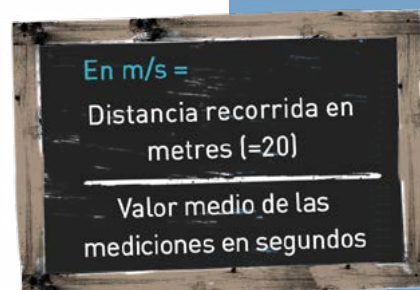 En m/s =
Distancia recorrida en
metres (=20)
Valor medio de las
mediciones en segundos